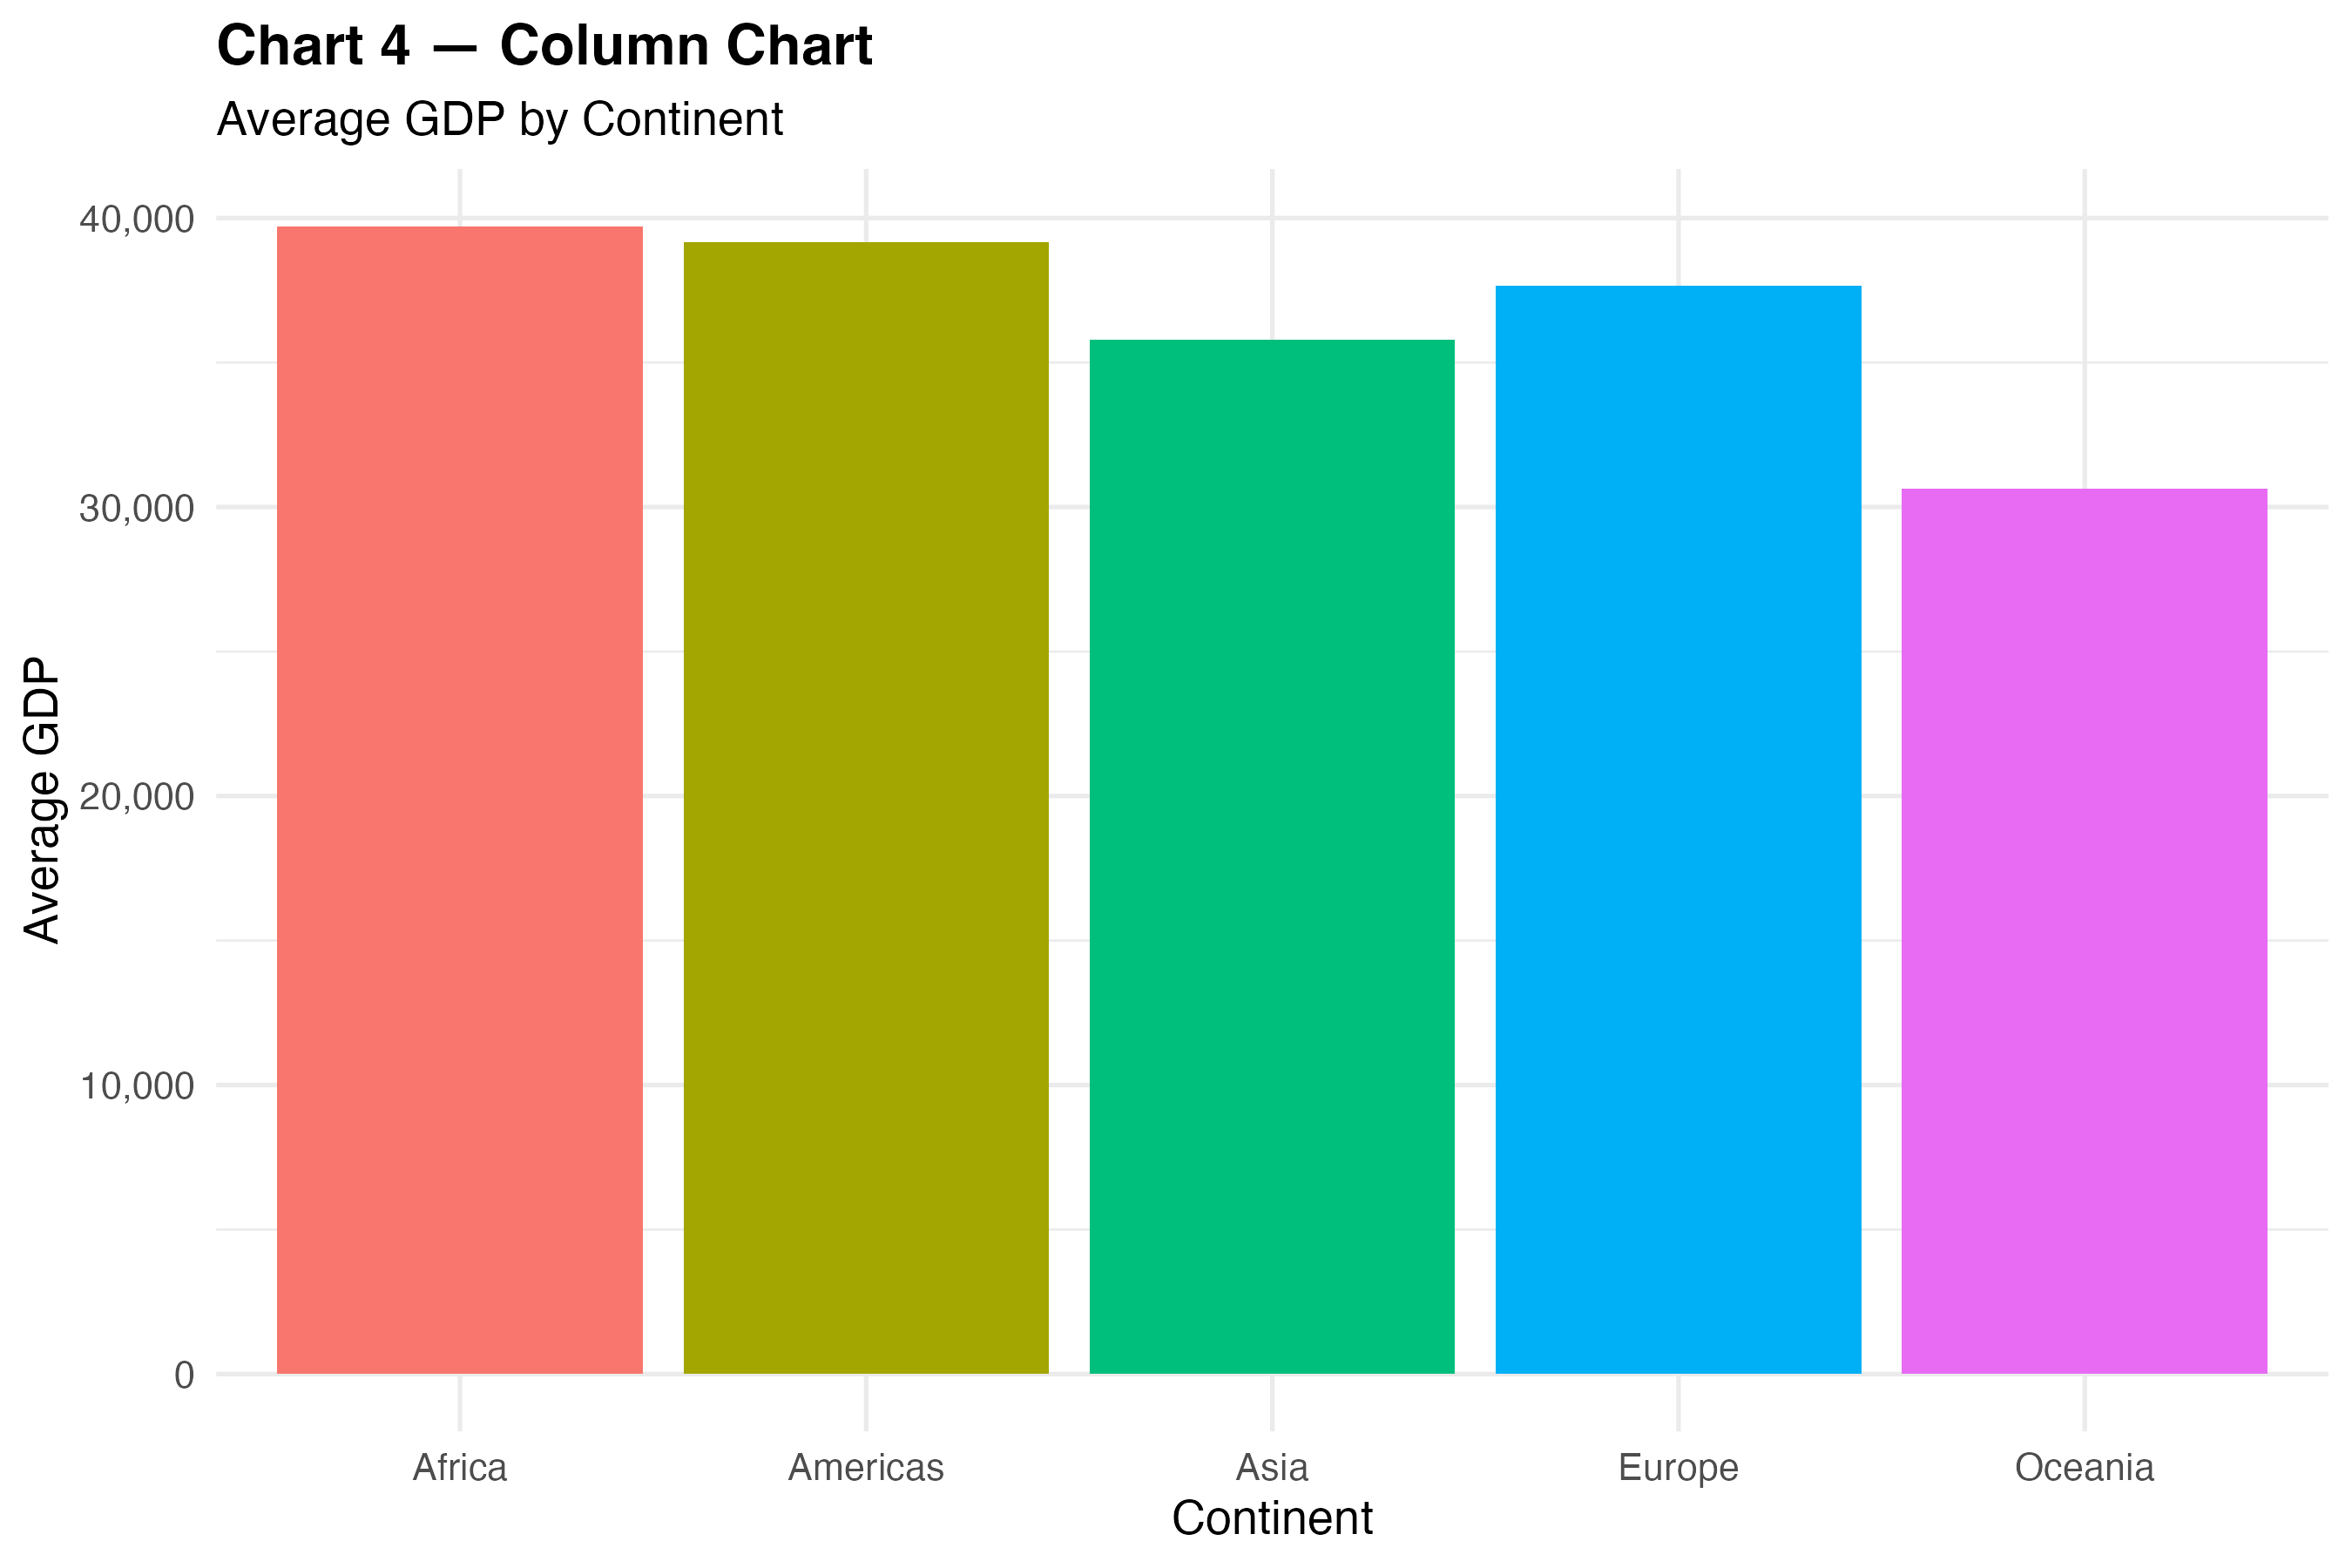 Chart 4 — Column Chart
Average GDP by Continent
Average GDP
40,000
30,000
20,000
10,000
0
Africa Americas Asia Europe Oceania
Continent